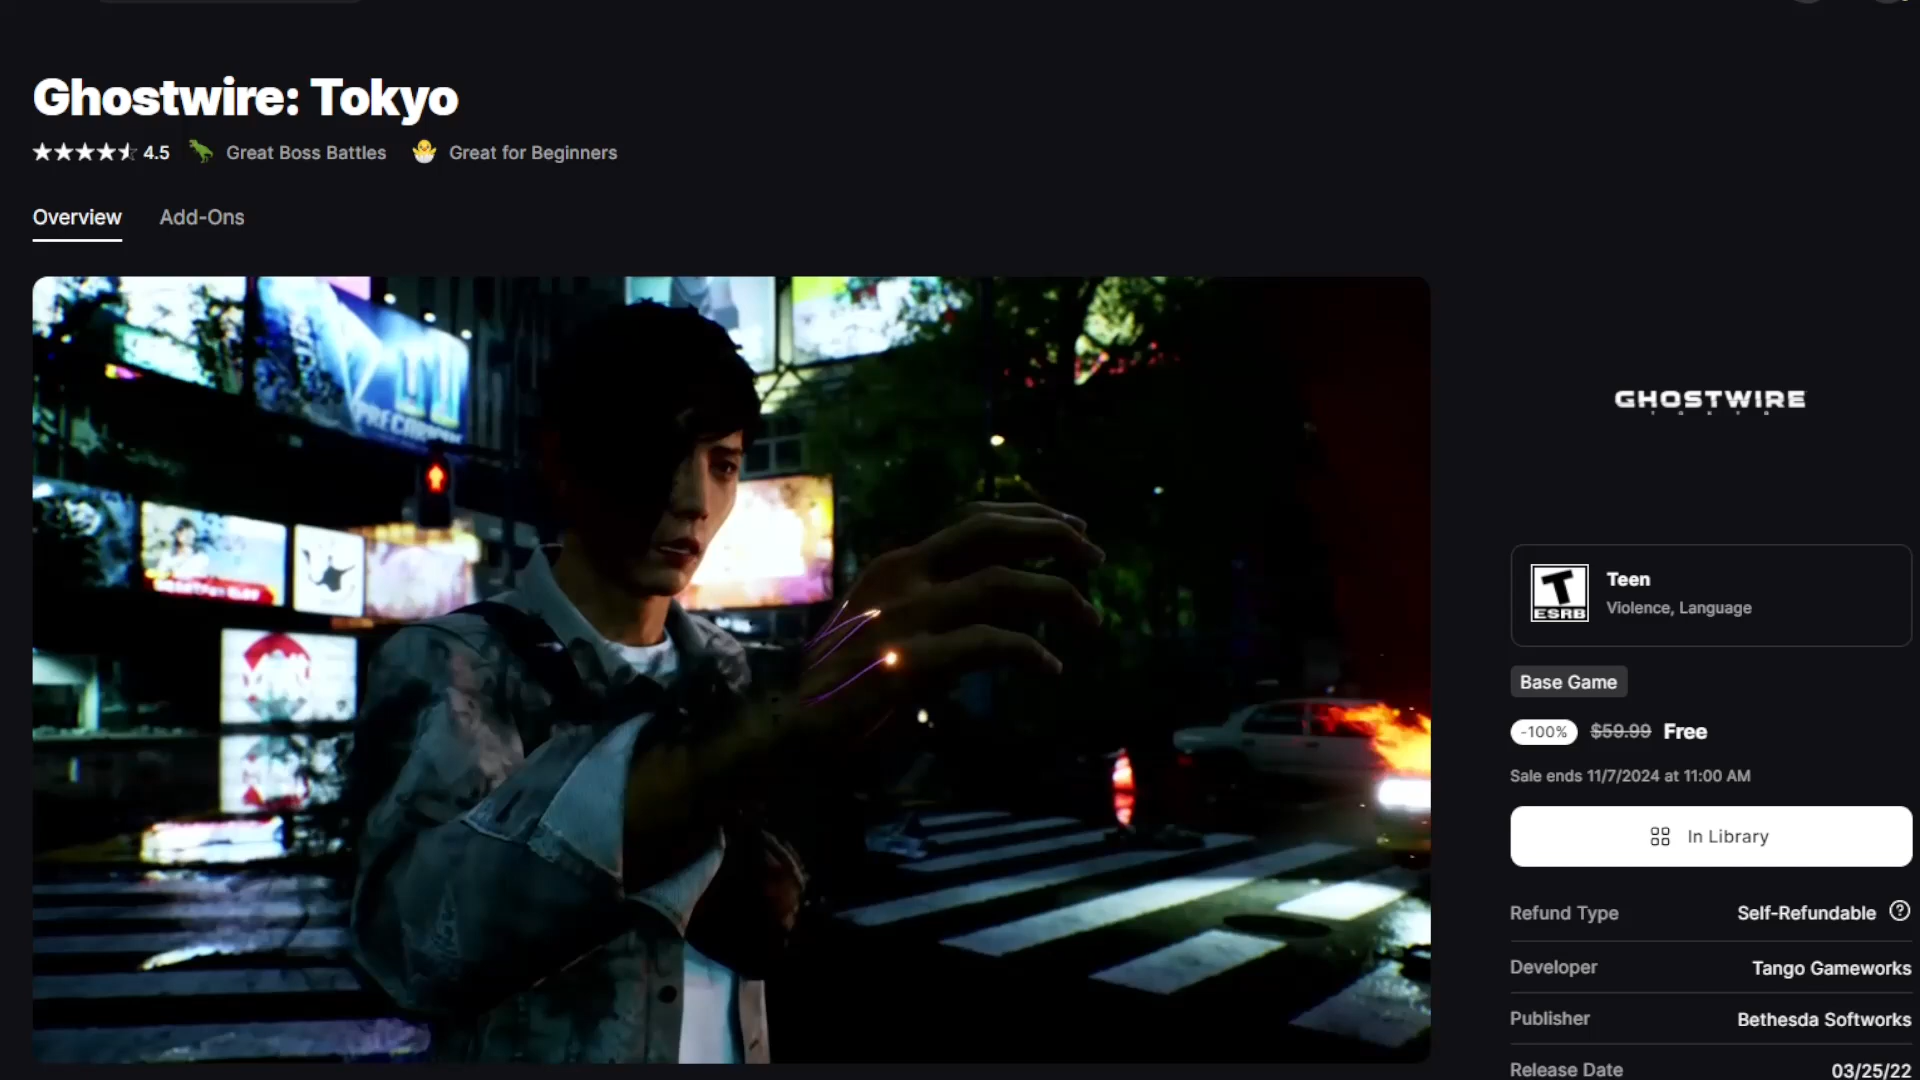 Ghostwire: Tokyo
4.5 Great Boss Battles Great for Beginners
Overview Add-Ons
GHOSTWIRE
TOKYO
T
ESRB
Teen
Violence, Language
Base Game
-100% $59.99 Free
Sale ends 11/7/2024 at 11:00 AM
In Library
Refund Type Self-Refundable
Developer Tango Gameworks
Publisher Bethesda Softworks
Release Date 03/25/22